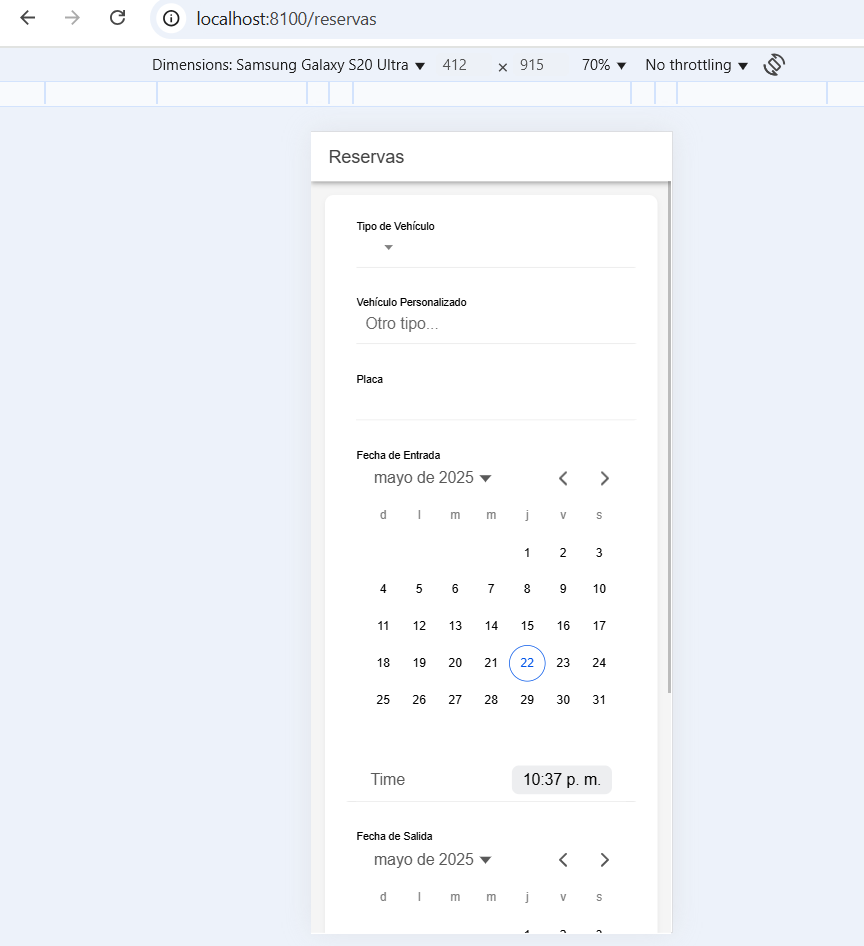 localhost:8100/reservas
Dimensions: Samsung Galaxy S20 Ultra 412 × 915 70% No throttling
Reservas
Tipo de Vehículo
Vehículo Personalizado
Otro tipo...
Placa
Fecha de Entrada
mayo de 2025
d l m m j v s
1 2 3
4 5 6 7 8 9 10
11 12 13 14 15 16 17
18 19 20 21 22 23 24
25 26 27 28 29 30 31
Time 10:37 p. m.
Fecha de Salida
mayo de 2025
d l m m j v s